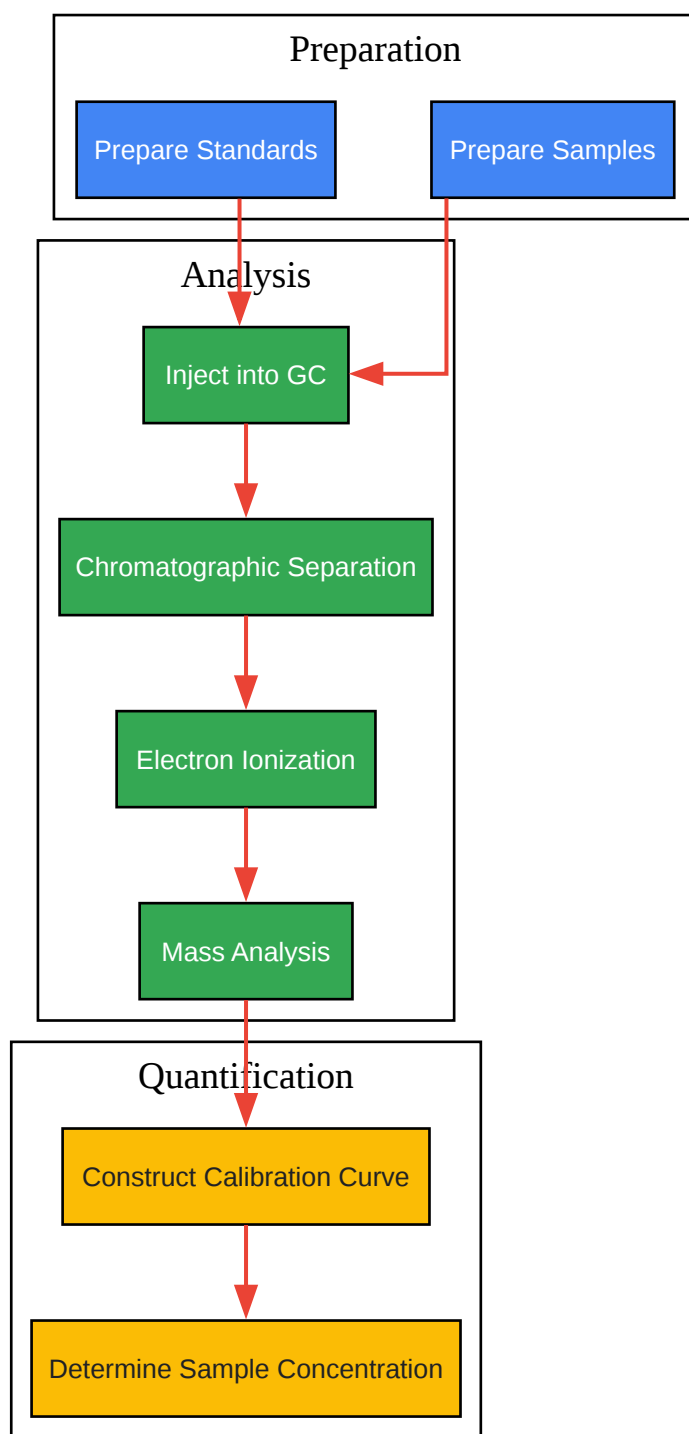 Preparation
Prepare Standards
Prepare Samples
Analysis
Inject into GC
Chromatographic Separation
Electron Ionization
Mass Analysis
Quantification
Construct Calibration Curve
Determine Sample Concentration